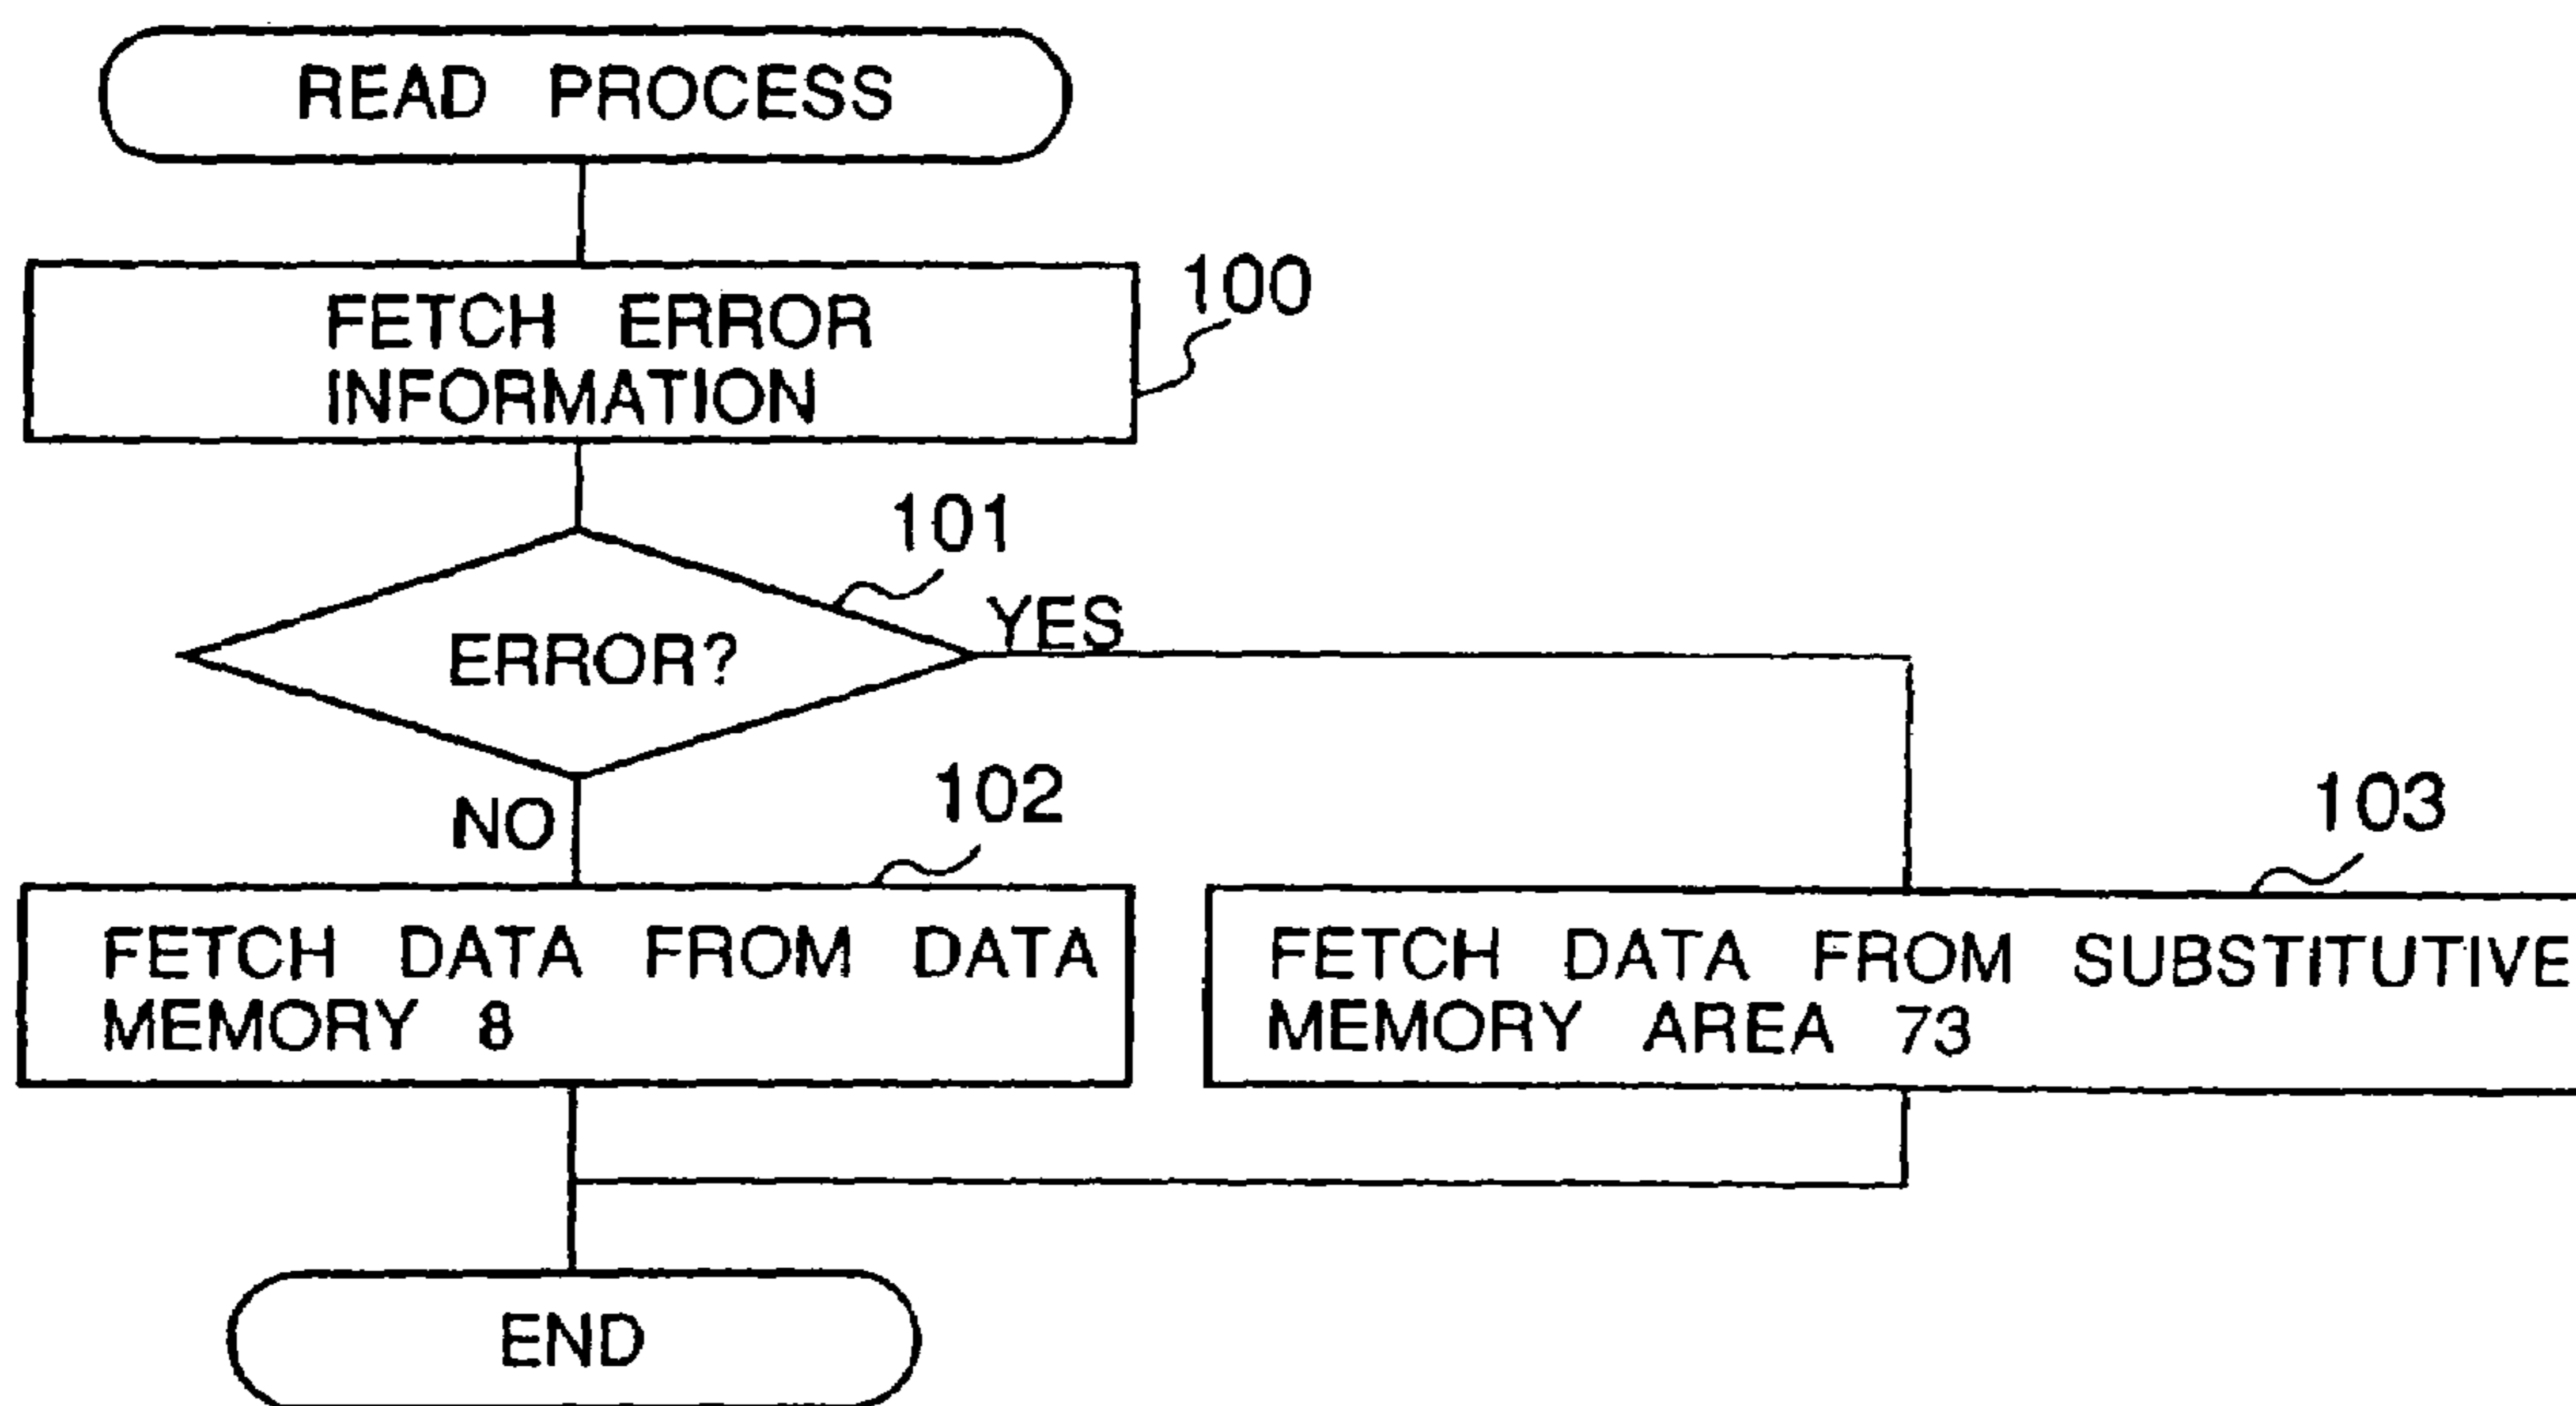 READ PROCESS
FETCH ERROR
INFORMATION
100
101
ERROR?
YES
NO
102
FETCH DATA FROM DATA
MEMORY 8
103
FETCH DATA FROM SUBSTITUTIVE
MEMORY AREA 73
END